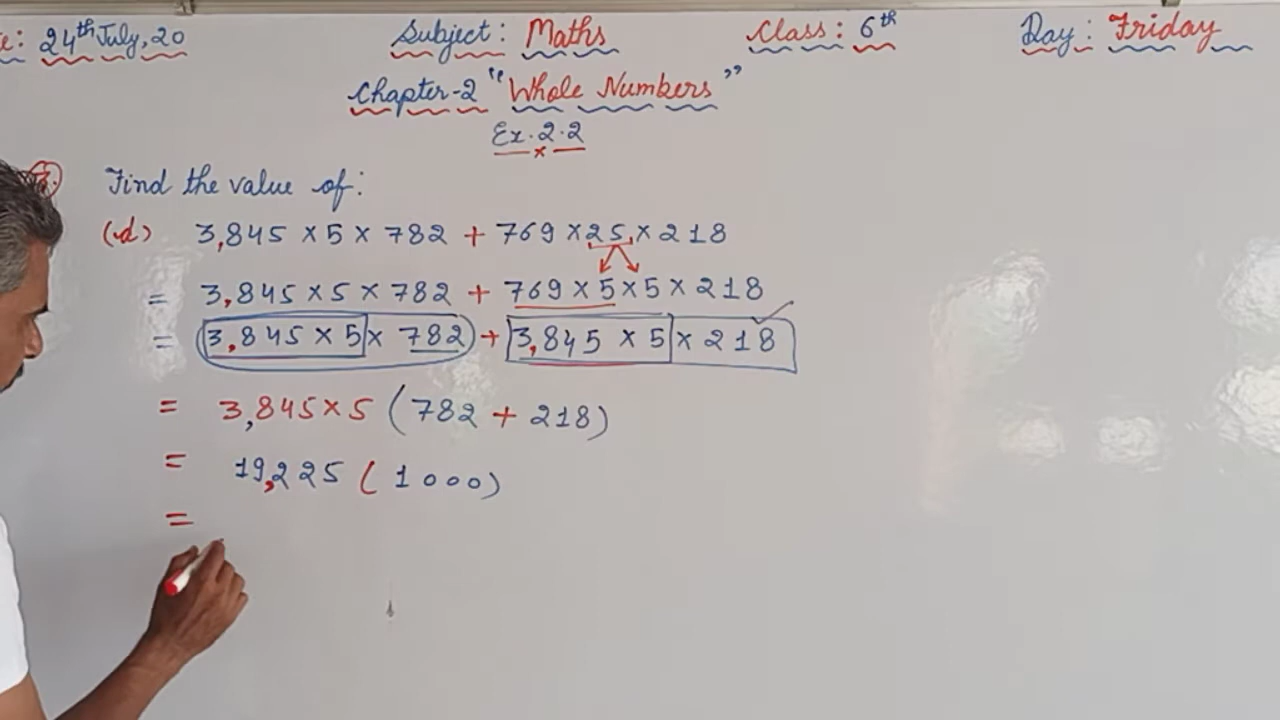 e: 24th July, 20 Subject: Maths Class: 6th Day: Friday
Chapter-2 "Whole Numbers"
Ex. 2.2
Find the value of:
(d) 3,845 × 5 × 782 + 769 × 25 × 218
= 3,845 × 5 × 782 + 769 × 5 × 5 × 218
= 3,845 × 5 × 782 + 3,845 × 5 × 218
= 3,845 × 5 (782 + 218)
= 19,225 (1000)
=